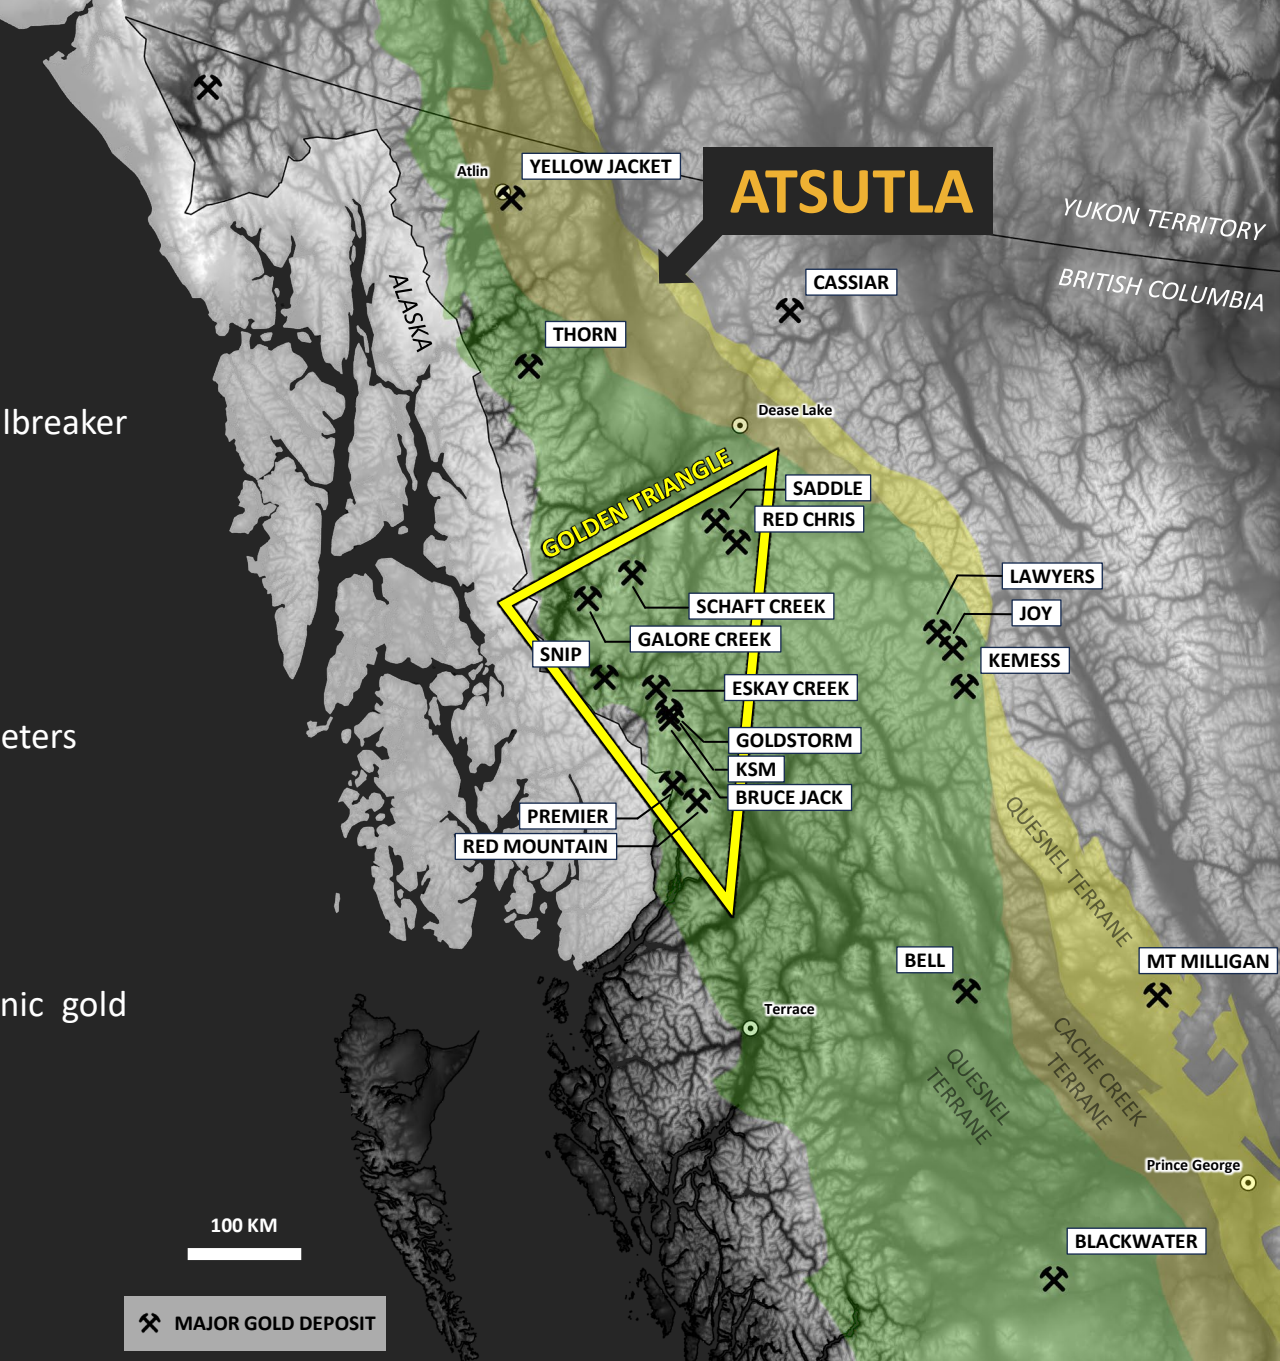 YELLOW JACKET
Atlin
ATSUTLA
YUKON TERRITORY
BRITISH COLUMBIA
CASSIAR
ALASKA
THORN
lbreaker
Dease Lake
GOLDEN TRIANGLE
SADDLE
RED CHRIS
LAWYERS
SCHAFT CREEK
JOY
GALORE CREEK
SNIP
KEMESS
ESKAY CREEK
eters
GOLDSTORM
KSM
BRUCE JACK
PREMIER
RED MOUNTAIN
QUESNEL TERRANE
BELL
MT MILLIGAN
nic gold
Terrace
CACHE CREEK
TERRANE
QUESNEL
TERRANE
Prince George
100 KM
BLACKWATER
MAJOR GOLD DEPOSIT